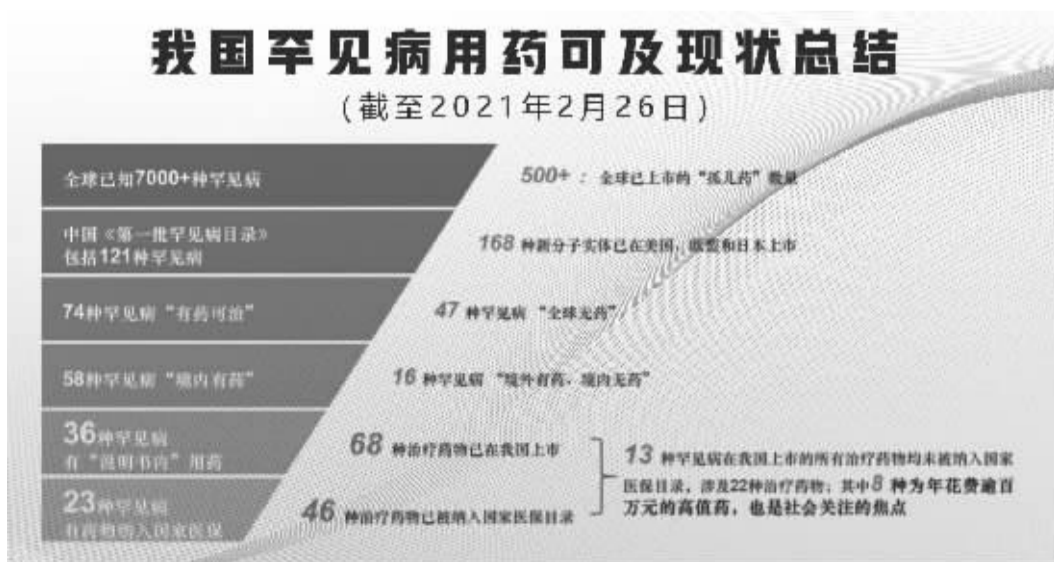 我国罕见病用药可及现状总结
(截至2021年2月26日)
全球已知7000+种罕见病
500+ : 全球已上市的“孤儿药”数量
中国《第一批罕见病目录》
包括121种罕见病
168 种新分子实体已在美国, 欧盟和日本上市
74种罕见病“有药可治”
47 种罕见病“全球无药”
58种罕见病“境内有药”
16 种罕见病“境外有药, 境内无药”
36种罕见病
有“说明书内”用药
68 种治疗药物已在我国上市
23种罕见病
有药物纳入国家医保
46 种治疗药物已被纳入国家医保目录
13 种罕见病在我国上市的所有治疗药物均未被纳入国家
医保目录, 涉及22种治疗药物; 其中8 种为年花费逾百
万元的高值药, 也是社会关注的焦点